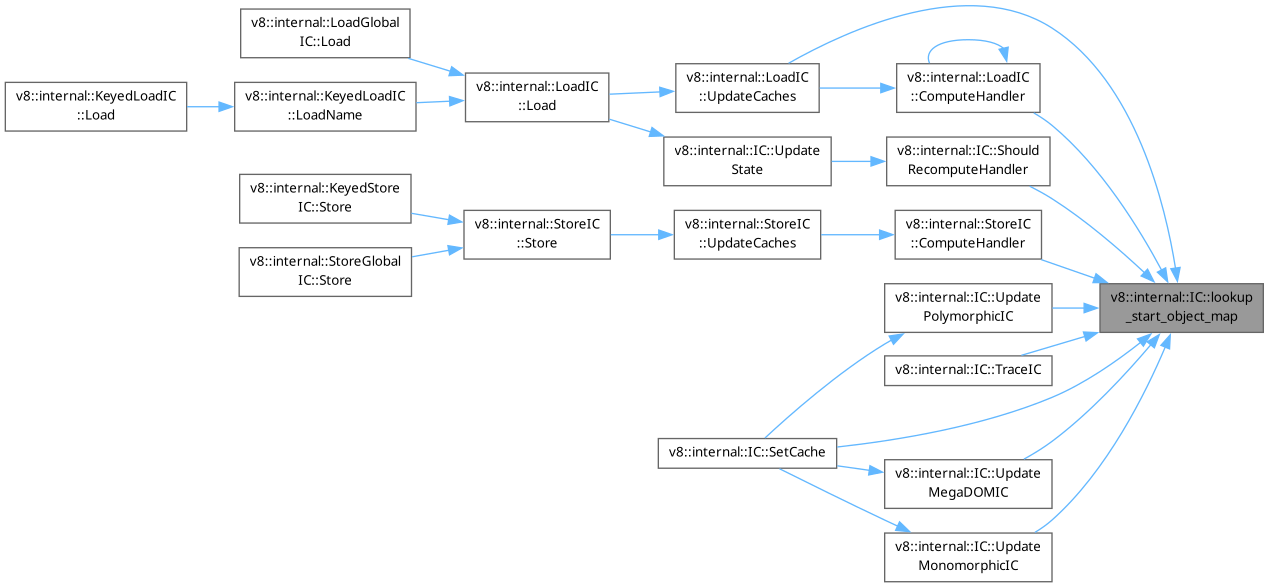 v8::internal::LoadGlobal
IC::Load
v8::internal::KeyedLoadIC
::Load
v8::internal::KeyedLoadIC
::LoadName
v8::internal::LoadIC
::Load
v8::internal::LoadIC
::UpdateCaches
v8::internal::LoadIC
::ComputeHandler
v8::internal::IC::Update
State
v8::internal::IC::Should
RecomputeHandler
v8::internal::KeyedStore
IC::Store
v8::internal::StoreGlobal
IC::Store
v8::internal::StoreIC
::Store
v8::internal::StoreIC
::UpdateCaches
v8::internal::StoreIC
::ComputeHandler
v8::internal::IC::lookup
_start_object_map
v8::internal::IC::Update
PolymorphicIC
v8::internal::IC::TraceIC
v8::internal::IC::SetCache
v8::internal::IC::Update
MegaDOMIC
v8::internal::IC::Update
MonomorphicIC